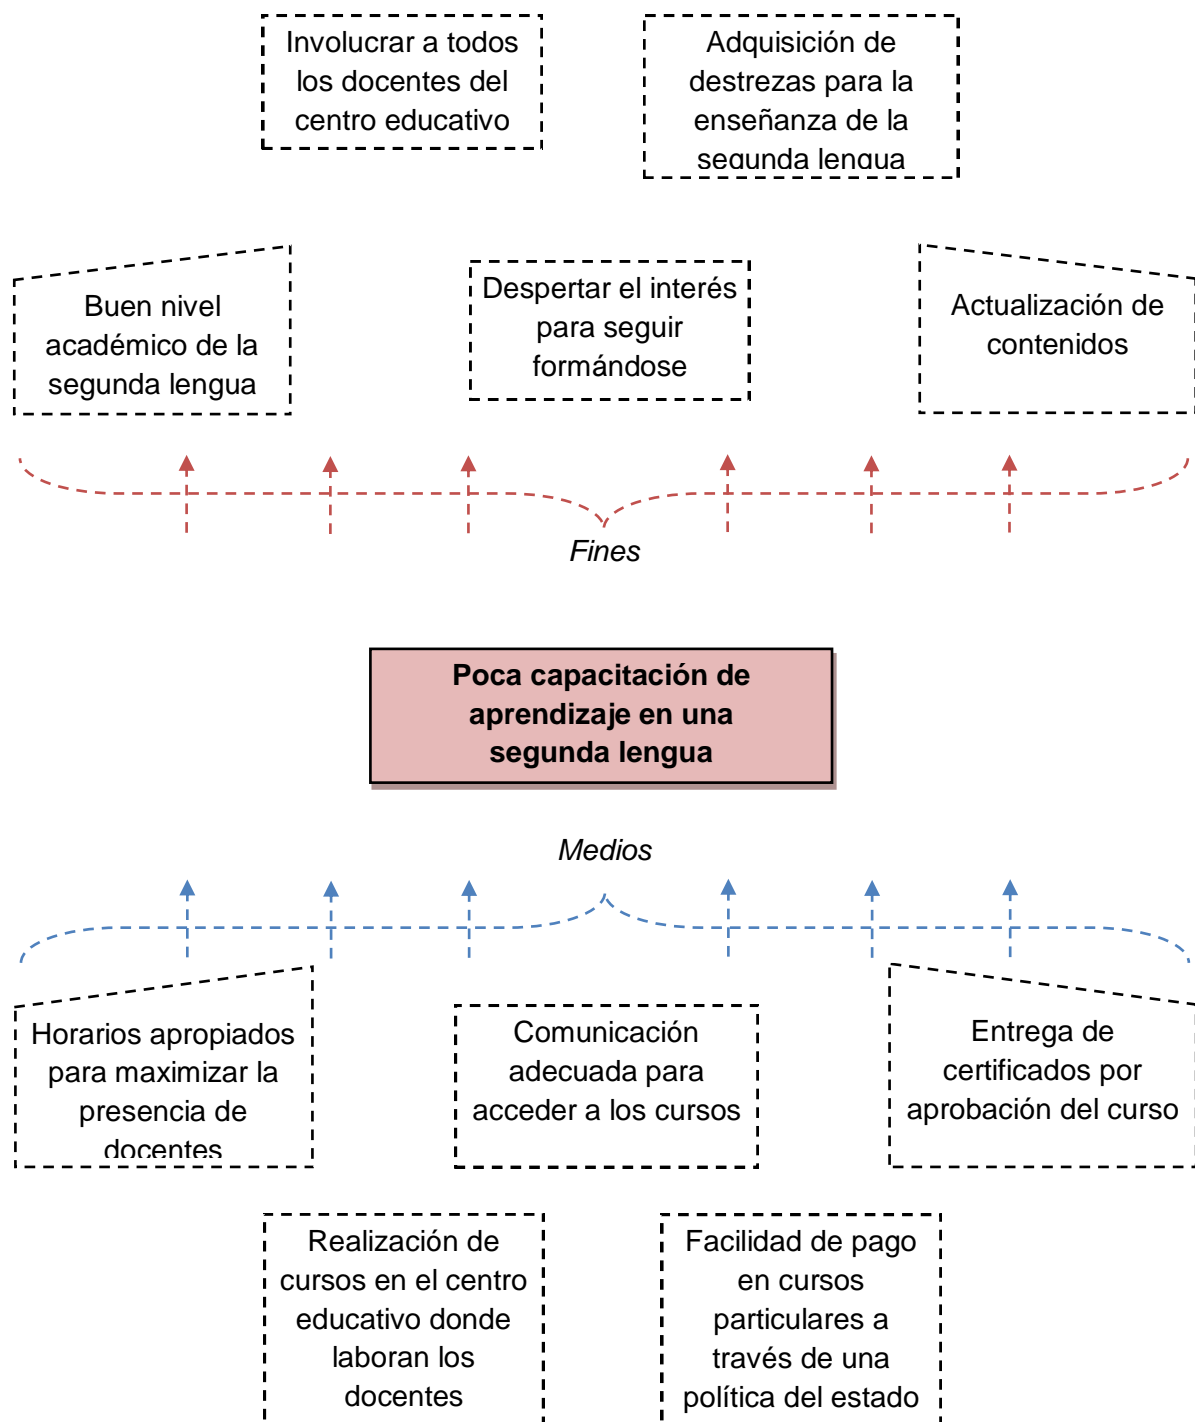 Involucrar a todos
los docentes del
centro educativo
Adquisición de
destrezas para la
enseñanza de la
segunda lengua
Buen nivel
académico de la
segunda lengua
Despertar el interés
para seguir
formándose
Actualización de
contenidos
Fines
Poca capacitación de
aprendizaje en una
segunda lengua
Medios
Horarios apropiados
para maximizar la
presencia de
docentes
Comunicación
adecuada para
acceder a los cursos
Entrega de
certificados por
aprobación del curso
Realización de
cursos en el centro
educativo donde
laboran los
docentes
Facilidad de pago
en cursos
particulares a
través de una
política del estado